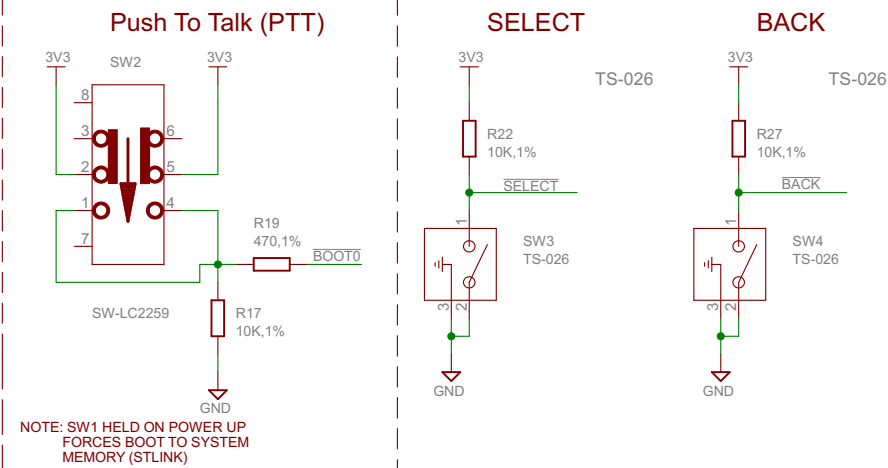 Push To Talk (PTT)
SELECT
BACK
3V3
SW2
3V3
8
3
6
2
5
1
4
7
R19
470,1%
BOOT0
SW-LC2259
R17
10K,1%
GND
NOTE: SW1 HELD ON POWER UP
FORCES BOOT TO SYSTEM
MEMORY (STLINK)
3V3
TS-026
R22
10K,1%
SELECT
1
SW3
TS-026
3
2
GND
3V3
TS-026
R27
10K,1%
BACK
1
SW4
TS-026
3
2
GND